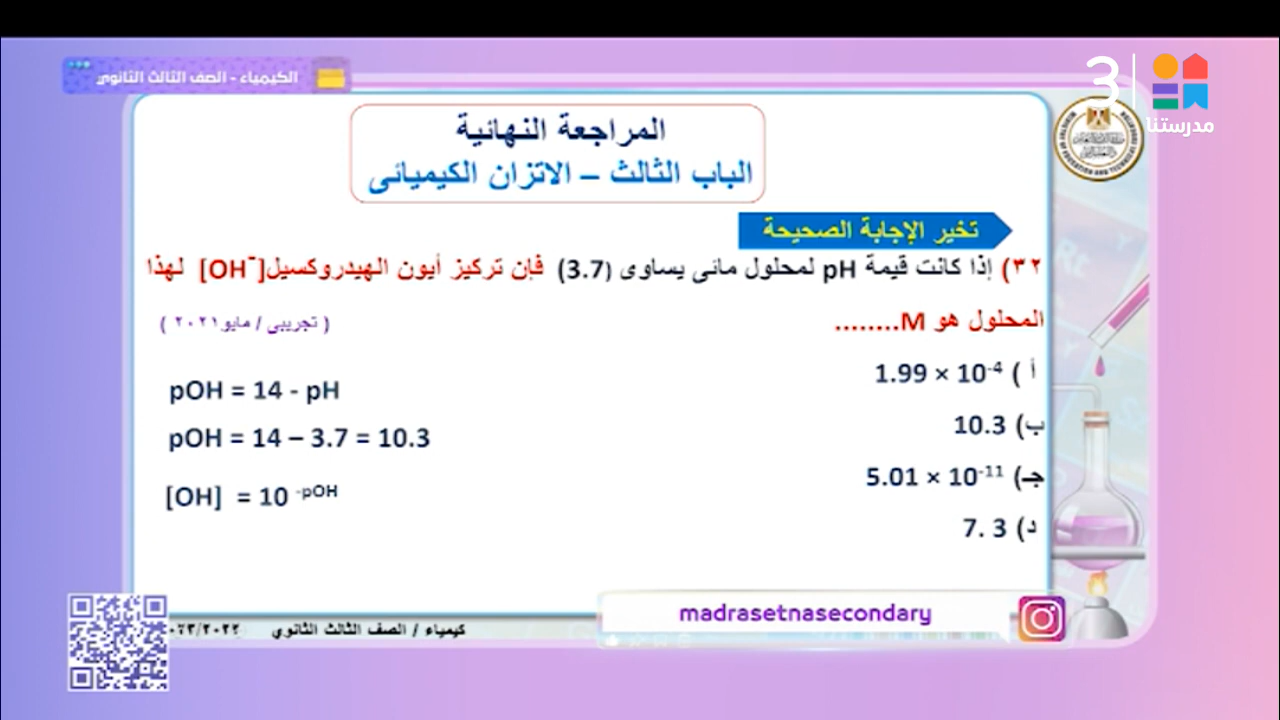 الكيمياء - الصف الثالث الثانوي
3
مدرستنا
المراجعة النهائية
الباب الثالث – الاتزان الكيميائى
تخير الإجابة الصحيحة
٣٢) إذا كانت قيمة pH لمحلول مائى يساوى (3.7) فإن تركيز أيون الهيدروكسيل[OH⁻] لهذا
المحلول هو M........
( تجريبى / مايو٢٠٢١ )
أ ) 1.99 × 10⁻⁴
ب) 10.3
جـ) 5.01 × 10⁻¹¹
د) 7. 3
pOH = 14 - pH
pOH = 14 – 3.7 = 10.3
[OH] = 10 ⁻ᵖᴼᴴ
madrasetnasecondary
كيمياء / الصف الثالث الثانوي